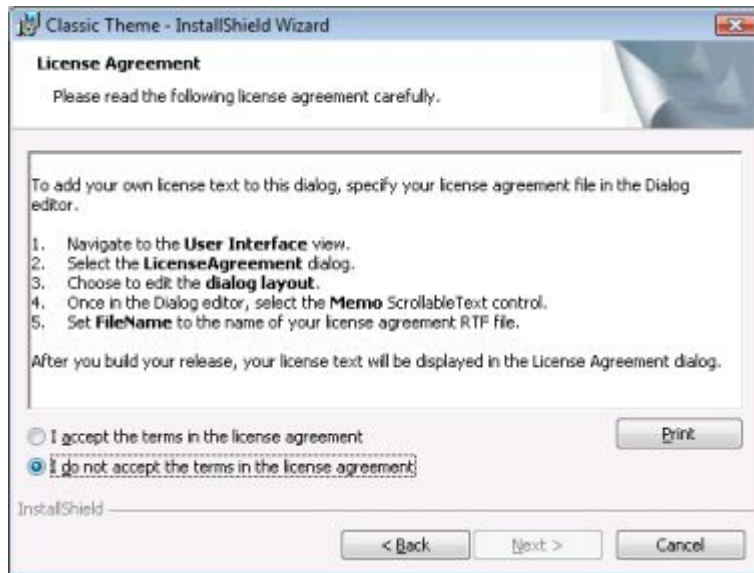 Classic Theme - InstallShield Wizard
License Agreement
Please read the following license agreement carefully.
To add your own license text to this dialog, specify your license agreement file in the Dialog
editor.
1. Navigate to the User Interface view.
2. Select the LicenseAgreement dialog.
3. Choose to edit the dialog layout.
4. Once in the Dialog editor, select the Memo ScrollableText control.
5. Set FileName to the name of your license agreement RTF file.
After you build your release, your license text will be displayed in the License Agreement dialog.
I accept the terms in the license agreement
Print
I do not accept the terms in the license agreement
InstallShield
< Back
Next >
Cancel